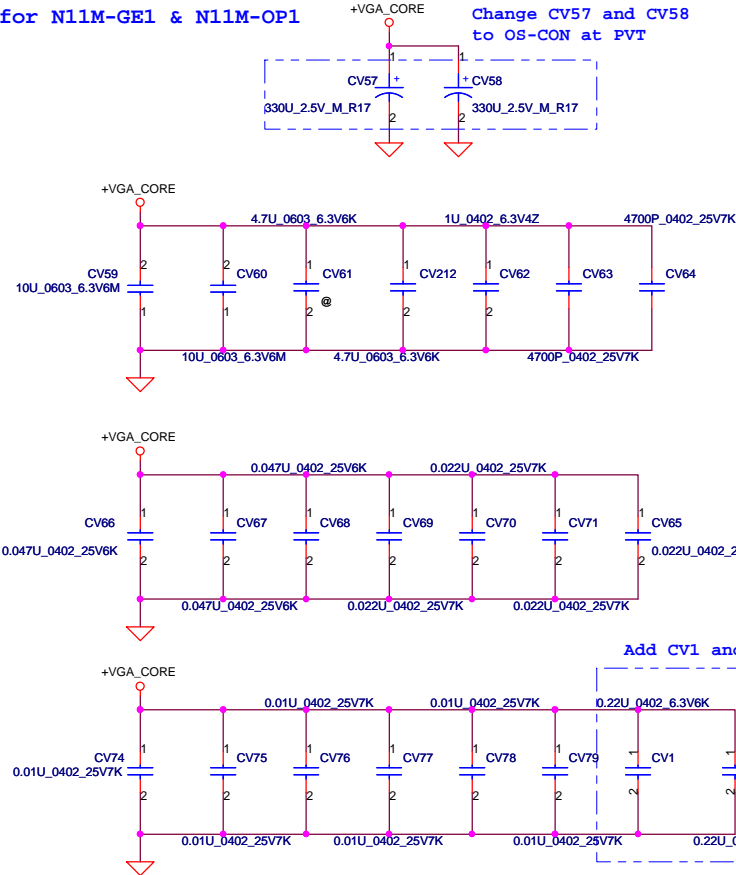 for N11M-GE1 & N11M-OP1
+VGA_CORE
Change CV57 and CV58
to OS-CON at PVT
1
1
CV57
+
+
CV58
330U_2.5V_M_R17
330U_2.5V_M_R17
2
2
+VGA_CORE
4.7U_0603_6.3V6K
1U_0402_6.3V4Z
4700P_0402_25V7K
2
2
1
1
1
CV59
CV60
CV61
CV212
CV62
CV63
CV64
10U_0603_6.3V6M
@
1
1
2
2
2
10U_0603_6.3V6M
4.7U_0603_6.3V6K
4700P_0402_25V7K
+VGA_CORE
0.047U_0402_25V6K
0.022U_0402_25V7K
1
1
1
1
1
1
1
CV66
CV67
CV68
CV69
CV70
CV71
CV65
0.047U_0402_25V6K
0.022U_0402_2
2
2
2
2
2
2
2
0.047U_0402_25V6K
0.022U_0402_25V7K
0.022U_0402_25V7K
Add CV1 and
+VGA_CORE
0.01U_0402_25V7K
0.01U_0402_25V7K
0.22U_0402_6.3V6K
1
1
1
1
1
1
1
1
CV74
CV75
CV76
CV77
CV78
CV79
CV1
0.01U_0402_25V7K
2
2
2
2
2
2
2
2
0.01U_0402_25V7K
0.01U_0402_25V7K
0.01U_0402_25V7K
0.22U_0